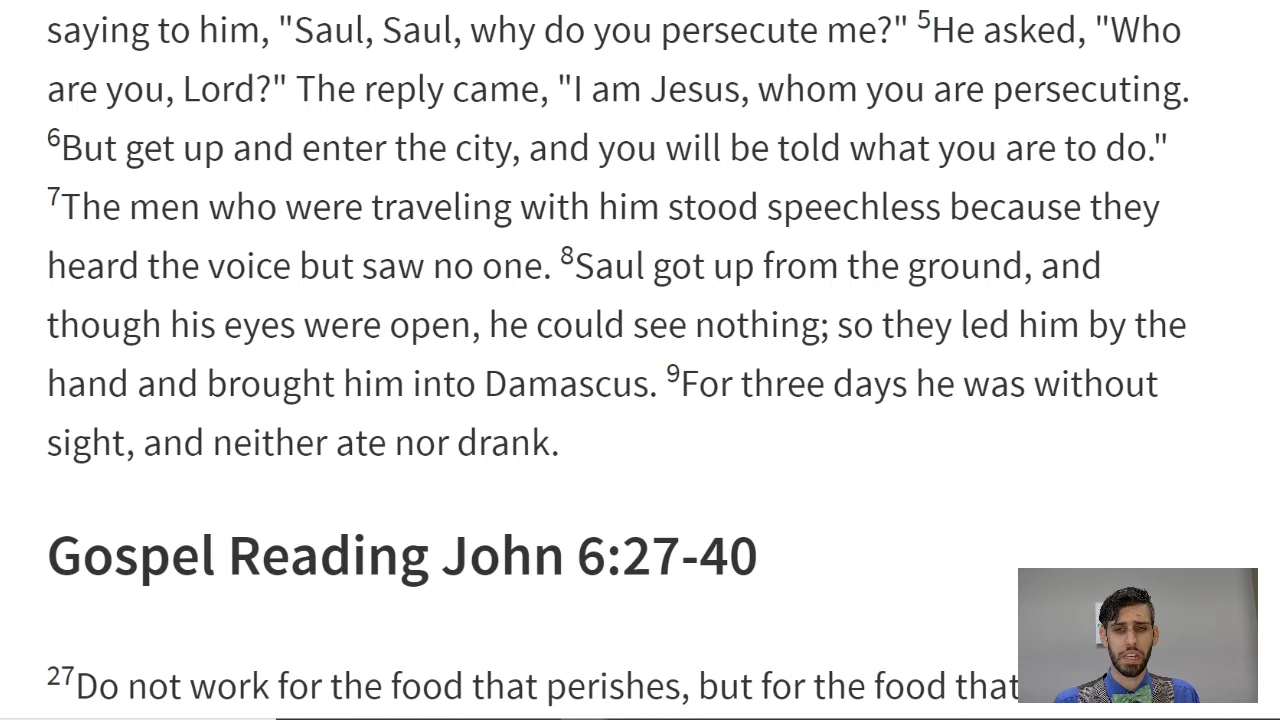 saying to him, "Saul, Saul, why do you persecute me?" ⁵He asked, "Who
are you, Lord?" The reply came, "I am Jesus, whom you are persecuting.
⁶But get up and enter the city, and you will be told what you are to do."
⁷The men who were traveling with him stood speechless because they
heard the voice but saw no one. ⁸Saul got up from the ground, and
though his eyes were open, he could see nothing; so they led him by the
hand and brought him into Damascus. ⁹For three days he was without
sight, and neither ate nor drank.
Gospel Reading John 6:27-40
²⁷Do not work for the food that perishes, but for the food that